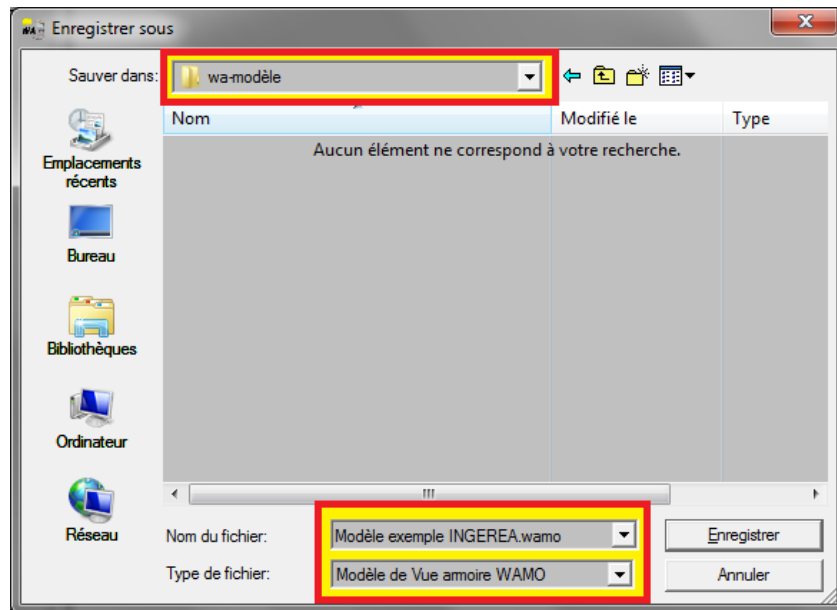 WA Enregistrer sous
Sauver dans: wa-modèle
Nom Modifié le Type
Aucun élément ne correspond à votre recherche.
Emplacements
récents
Bureau
Bibliothèques
Ordinateur
Réseau
Nom du fichier: Modèle exemple INGEREA.wamo Enregistrer
Type de fichier: Modèle de Vue armoire WAMO Annuler